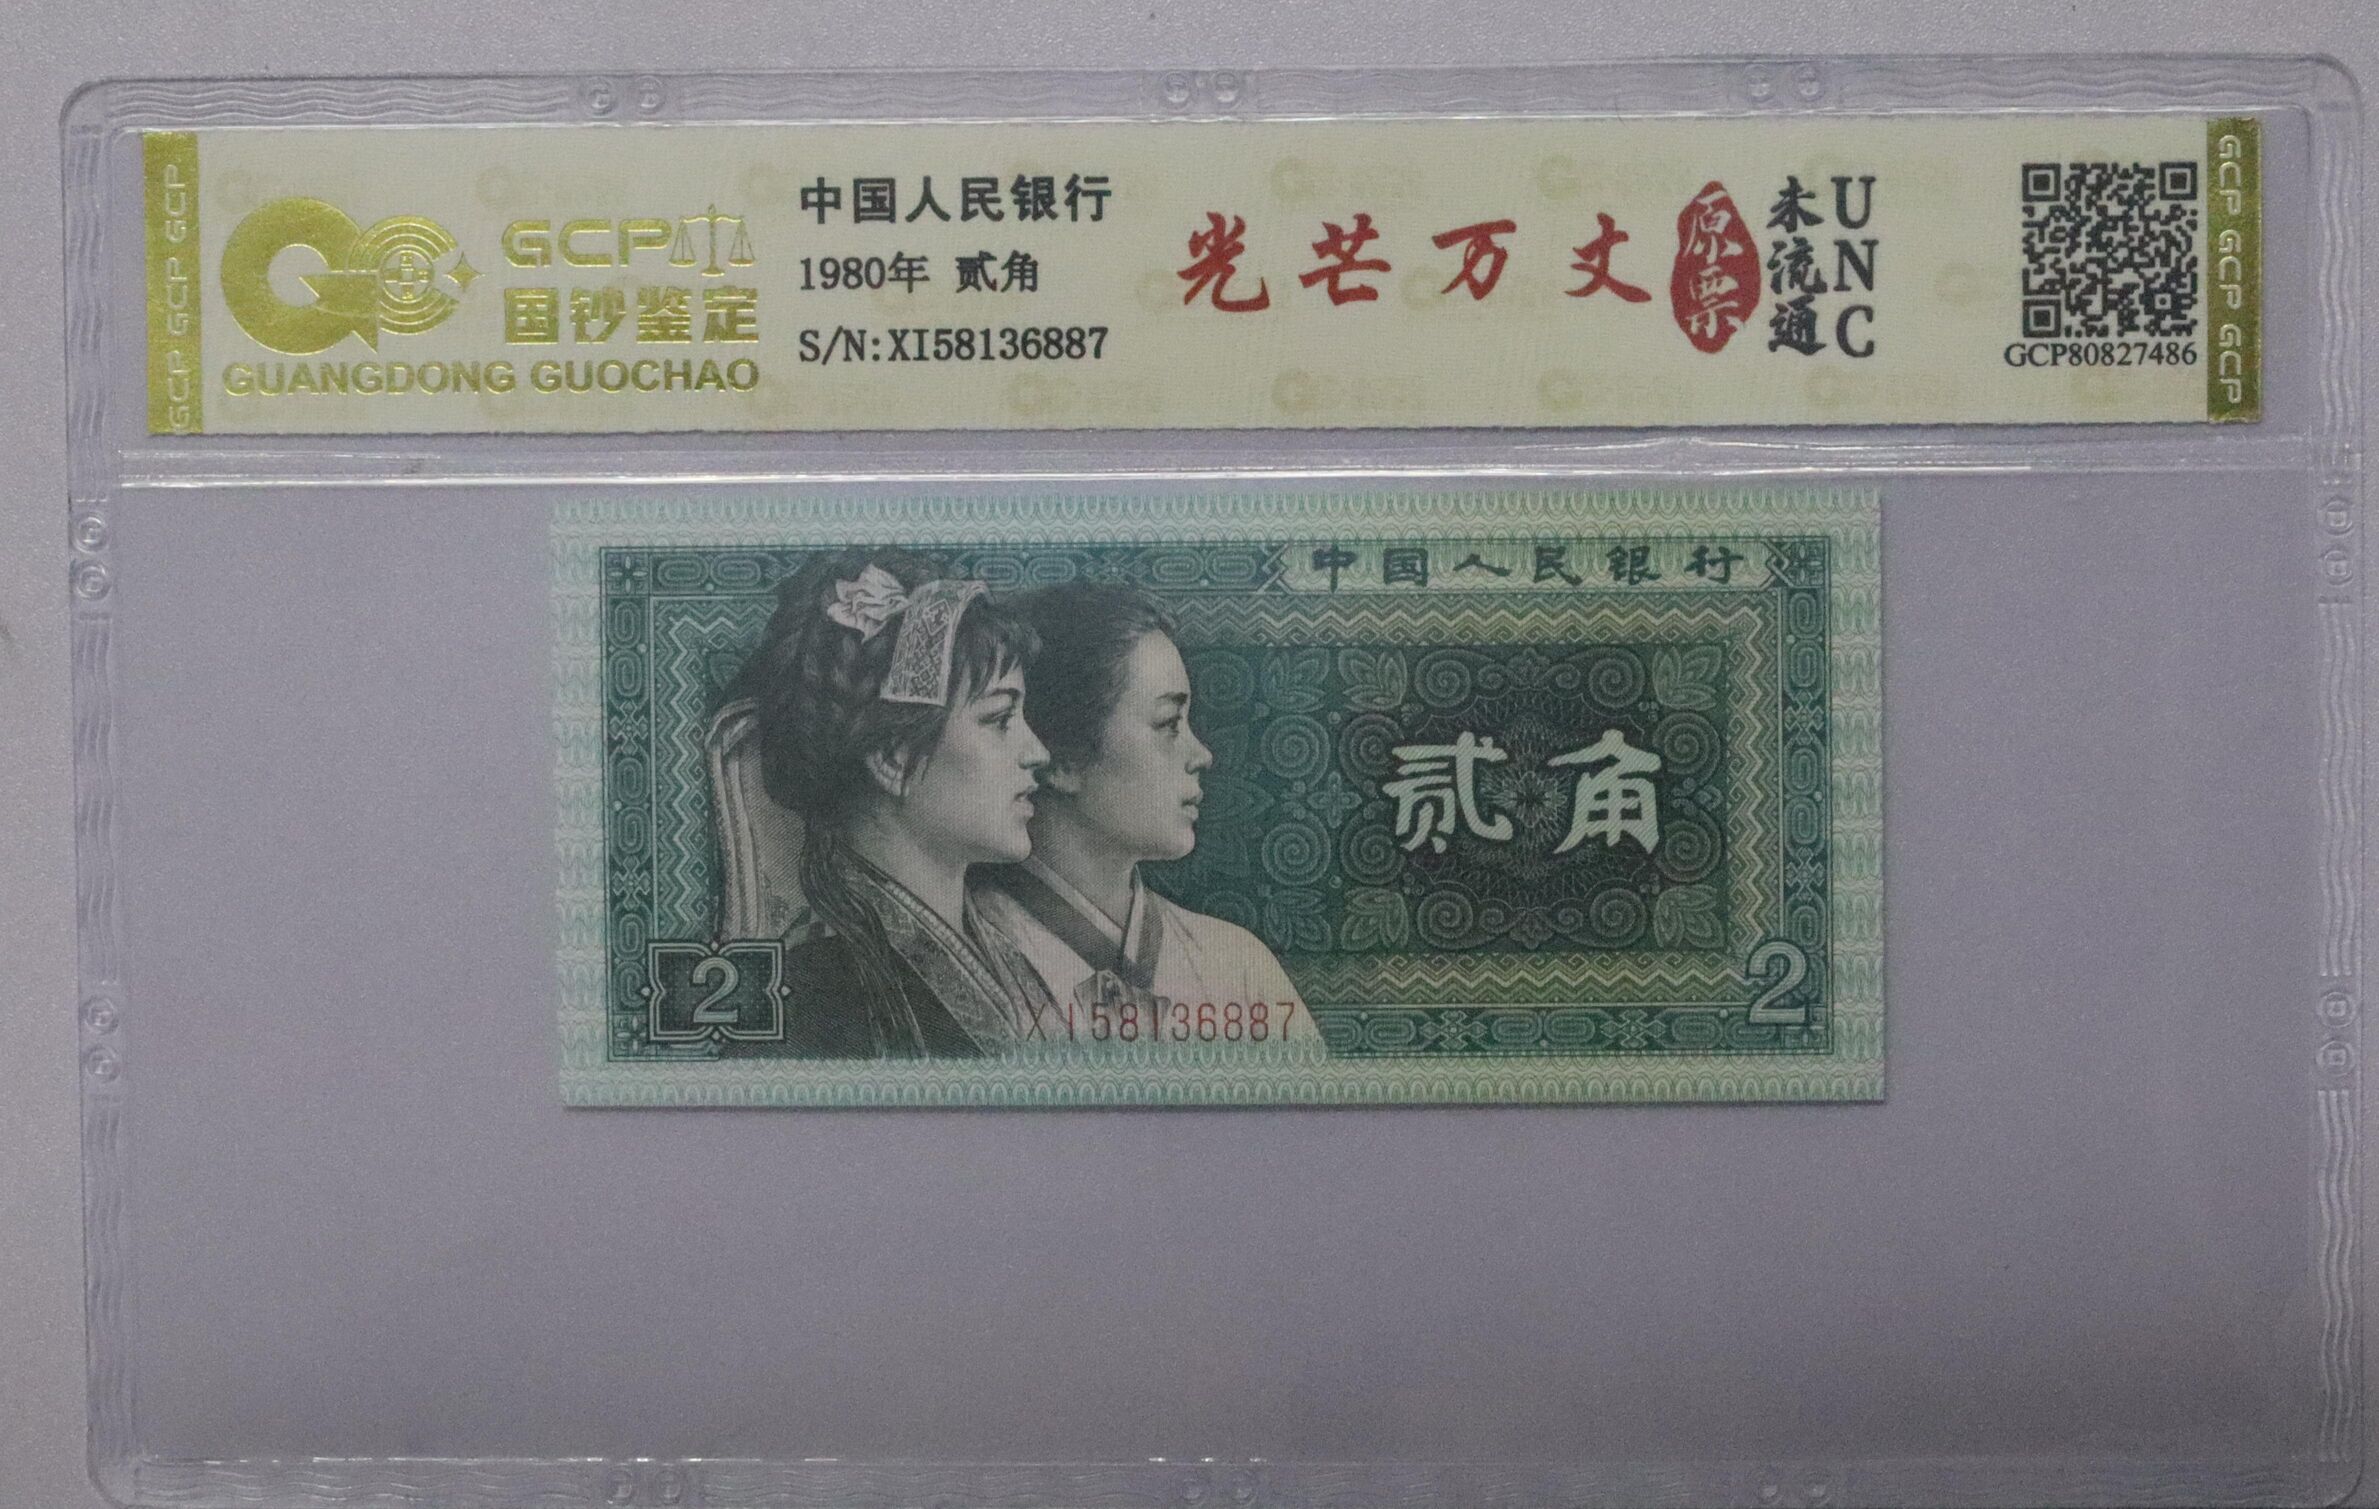 GCP GCP GCP
GCP
国钞鉴定
GUANGDONG GUOCHAO
中国人民银行
1980年 贰角
S/N:XI58136887
光芒万丈
原票
未流通
UNC
GCP80827486
GCP GCP GCP
中国人民银行
贰角
2
XI58136887
2